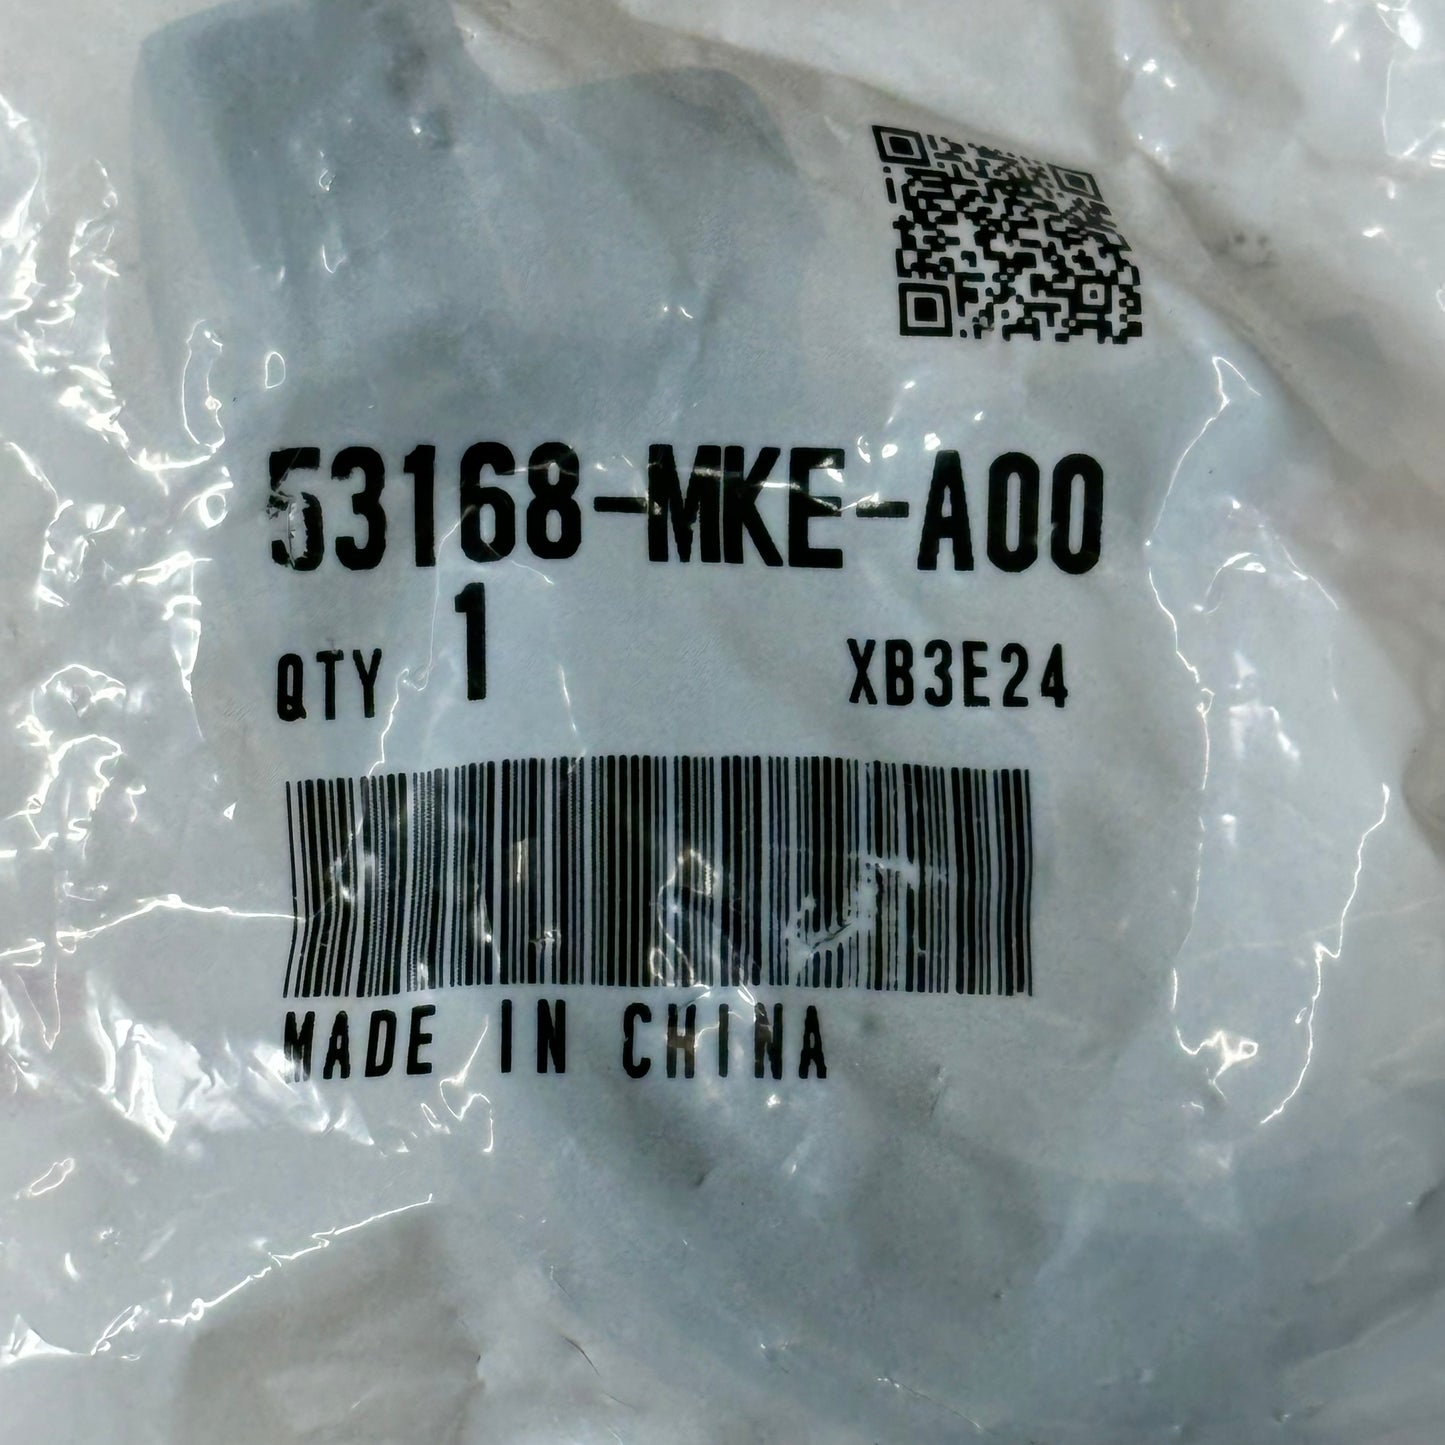 53168-MKE-A00
QTY 1 XB3E24
MADE IN CHINA